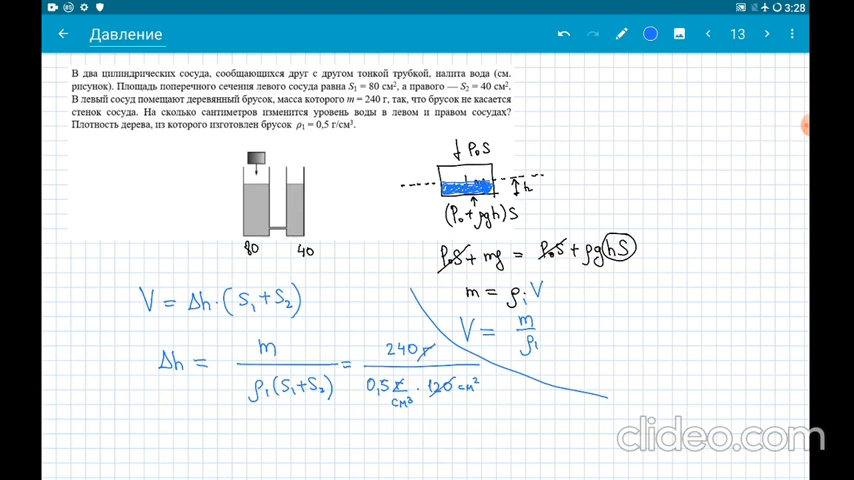 85
3:28
Давление
13
В два цилиндрических сосуда, сообщающихся друг с другом тонкой трубкой, налита вода (см.
рисунок). Площадь поперечного сечения левого сосуда равна S₁ = 80 см², а правого — S₂ = 40 см².
В левый сосуд помещают деревянный брусок, масса которого m = 240 г, так, что брусок не касается
стенок сосуда. На сколько сантиметров изменится уровень воды в левом и правом сосудах?
Плотность дерева, из которого изготовлен брусок ρ₁ = 0,5 г/см³.
P₀S
h
(P₀ + ρgh)S
80 40
P₀S + mg = P₀S + ρghS
m = ρ₁V
V = Δh · (S₁ + S₂)
V = m/ρ₁
Δh = m/(ρ₁(S₁+S₂)) = 240 г/(0,5 г/см³ · 120 см²)
clideo.com